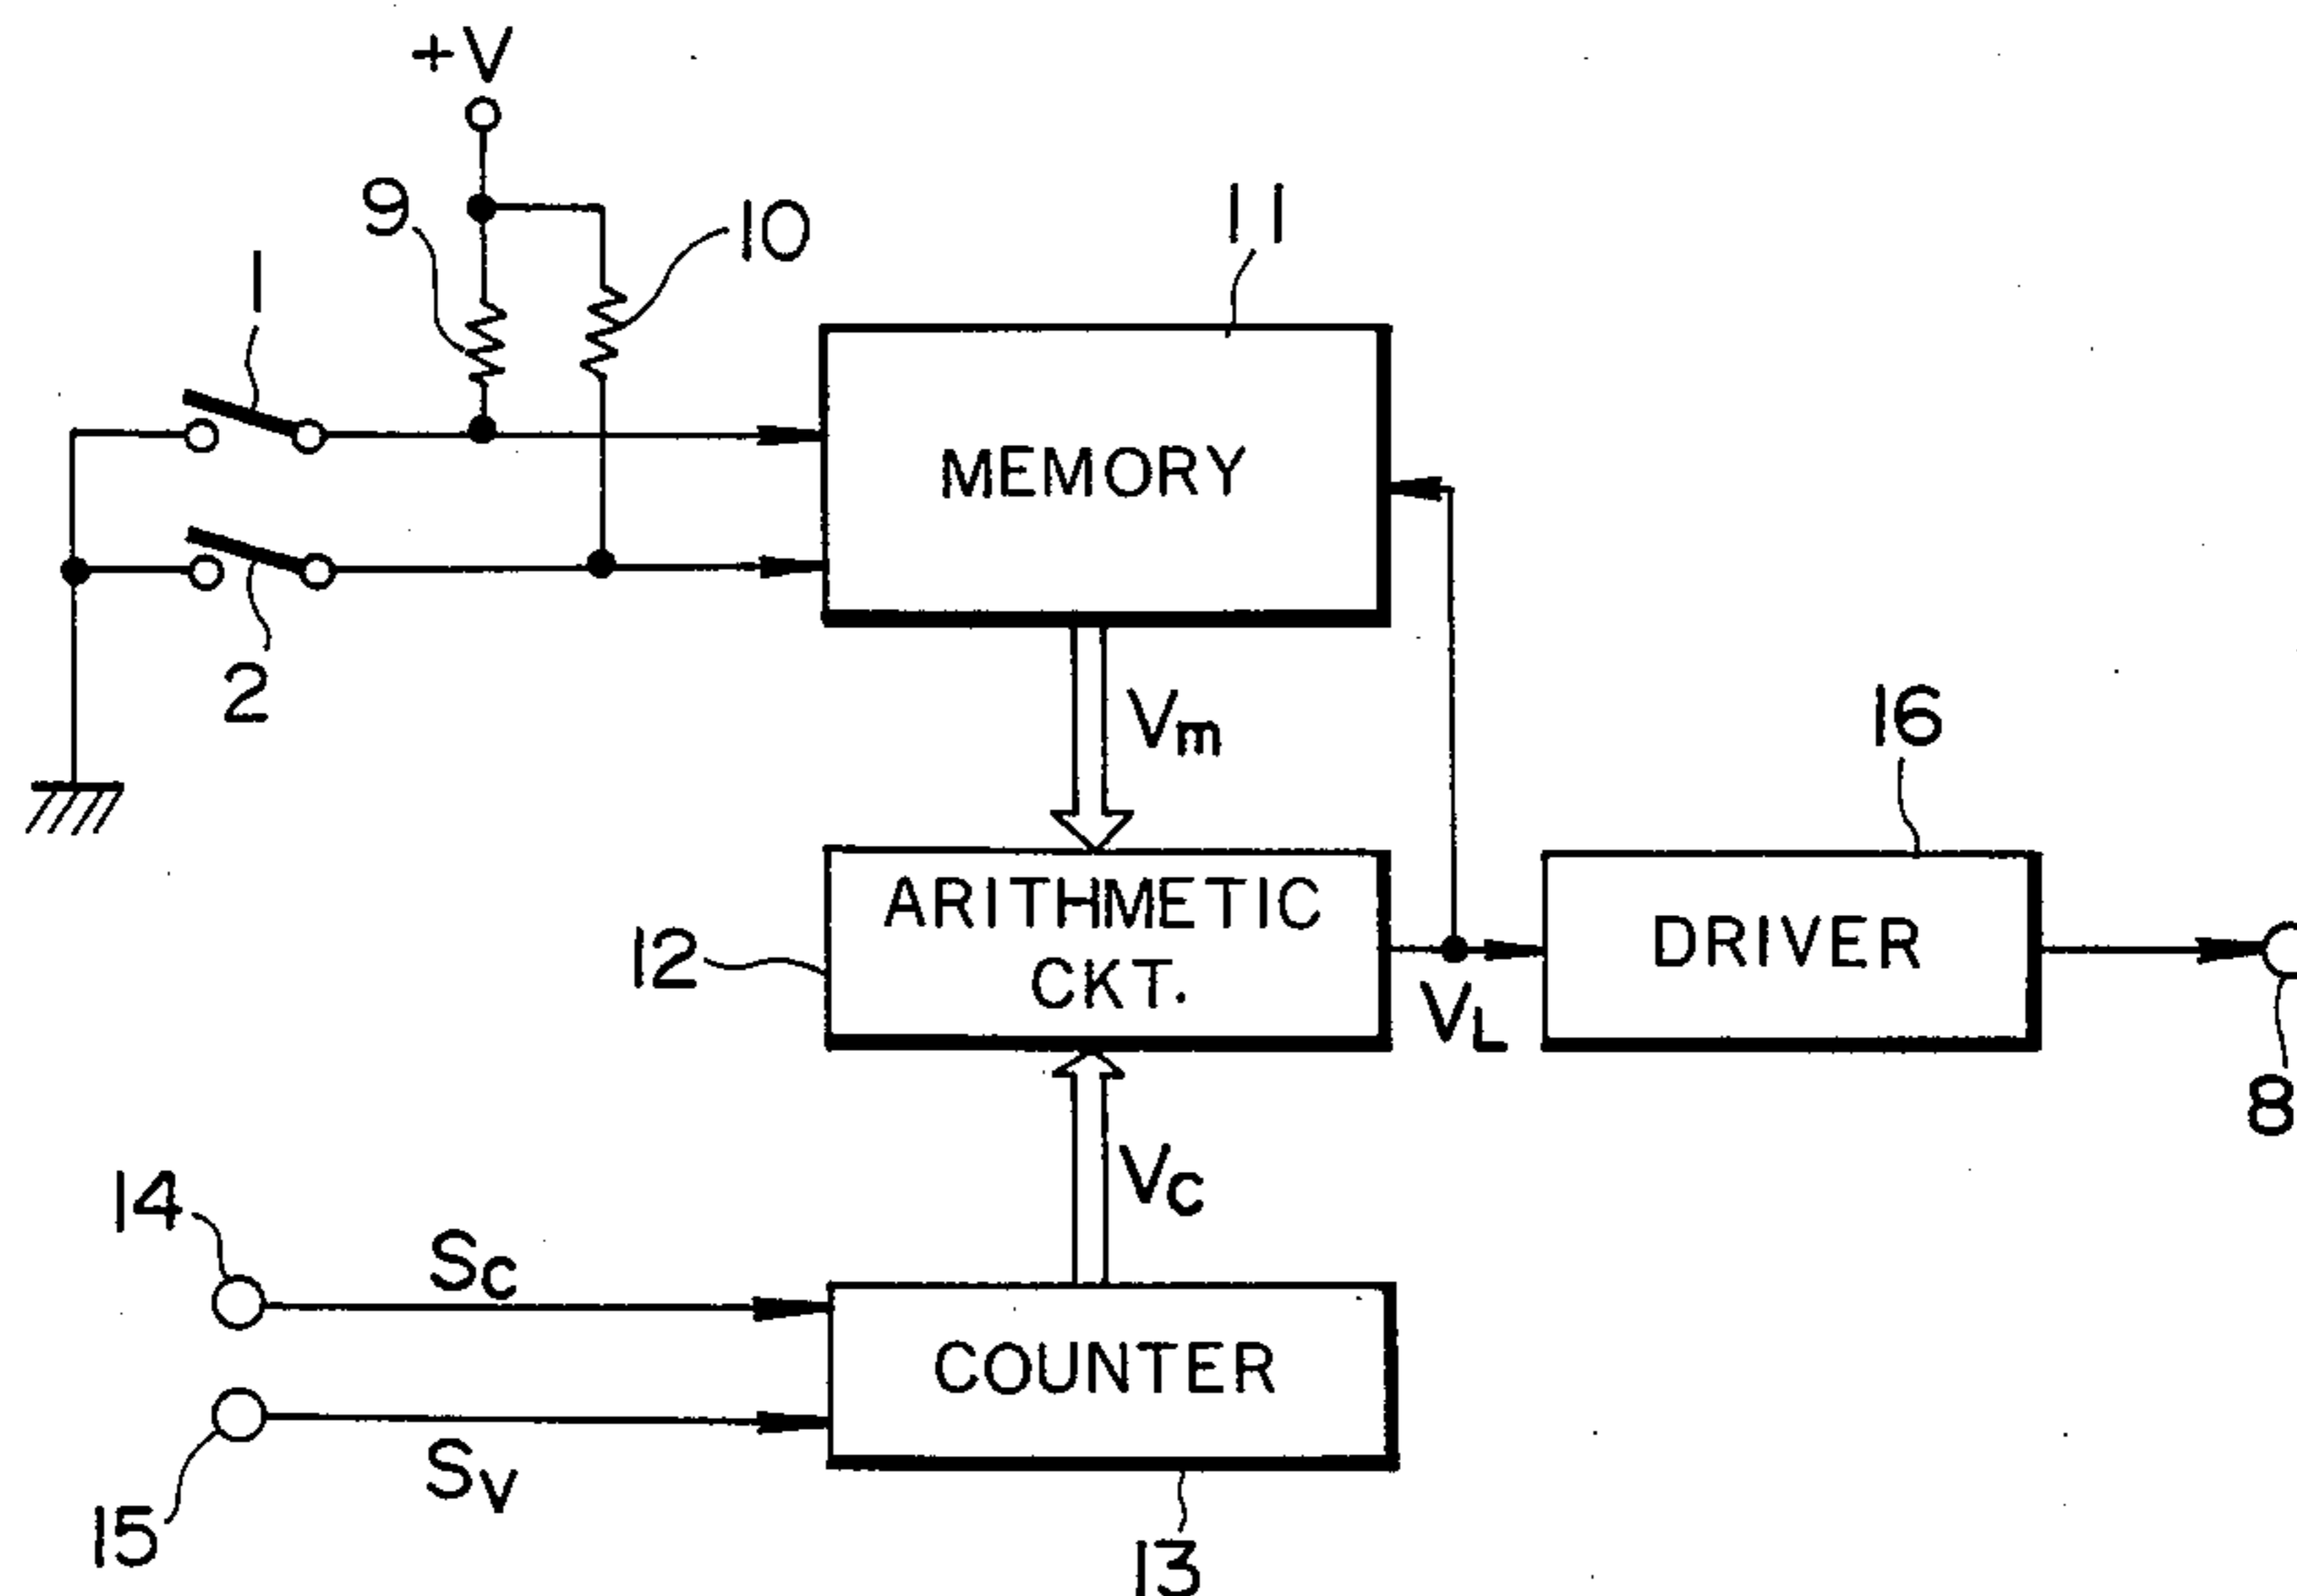 +V
9
10
11
1
MEMORY
2
Vm
16
ARITHMETIC
CKT.
12
DRIVER
VL
8
VC
14
SC
COUNTER
SV
15
13